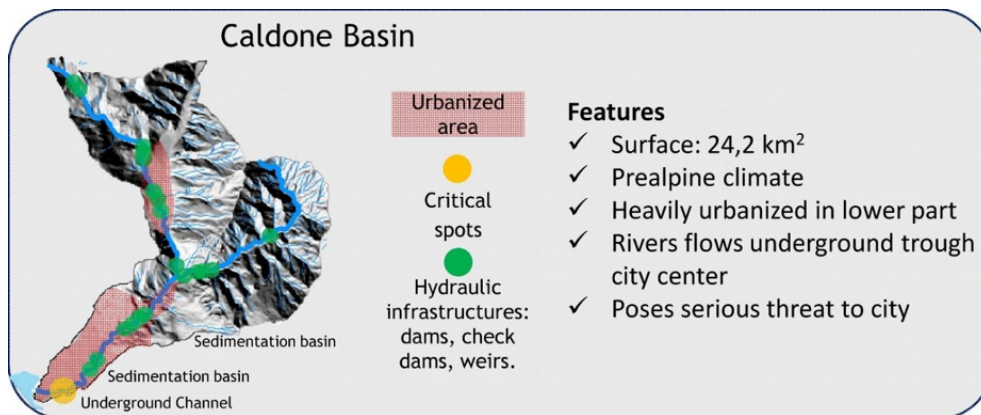 Caldone Basin
Sedimentation basin
Sedimentation basin
Underground Channel
Urbanized
area
Critical
spots
Hydraulic
infrastructures:
dams, check
dams, weirs.
Features
✓ Surface: 24,2 km²
✓ Prealpine climate
✓ Heavily urbanized in lower part
✓ Rivers flows underground trough
city center
✓ Poses serious threat to city